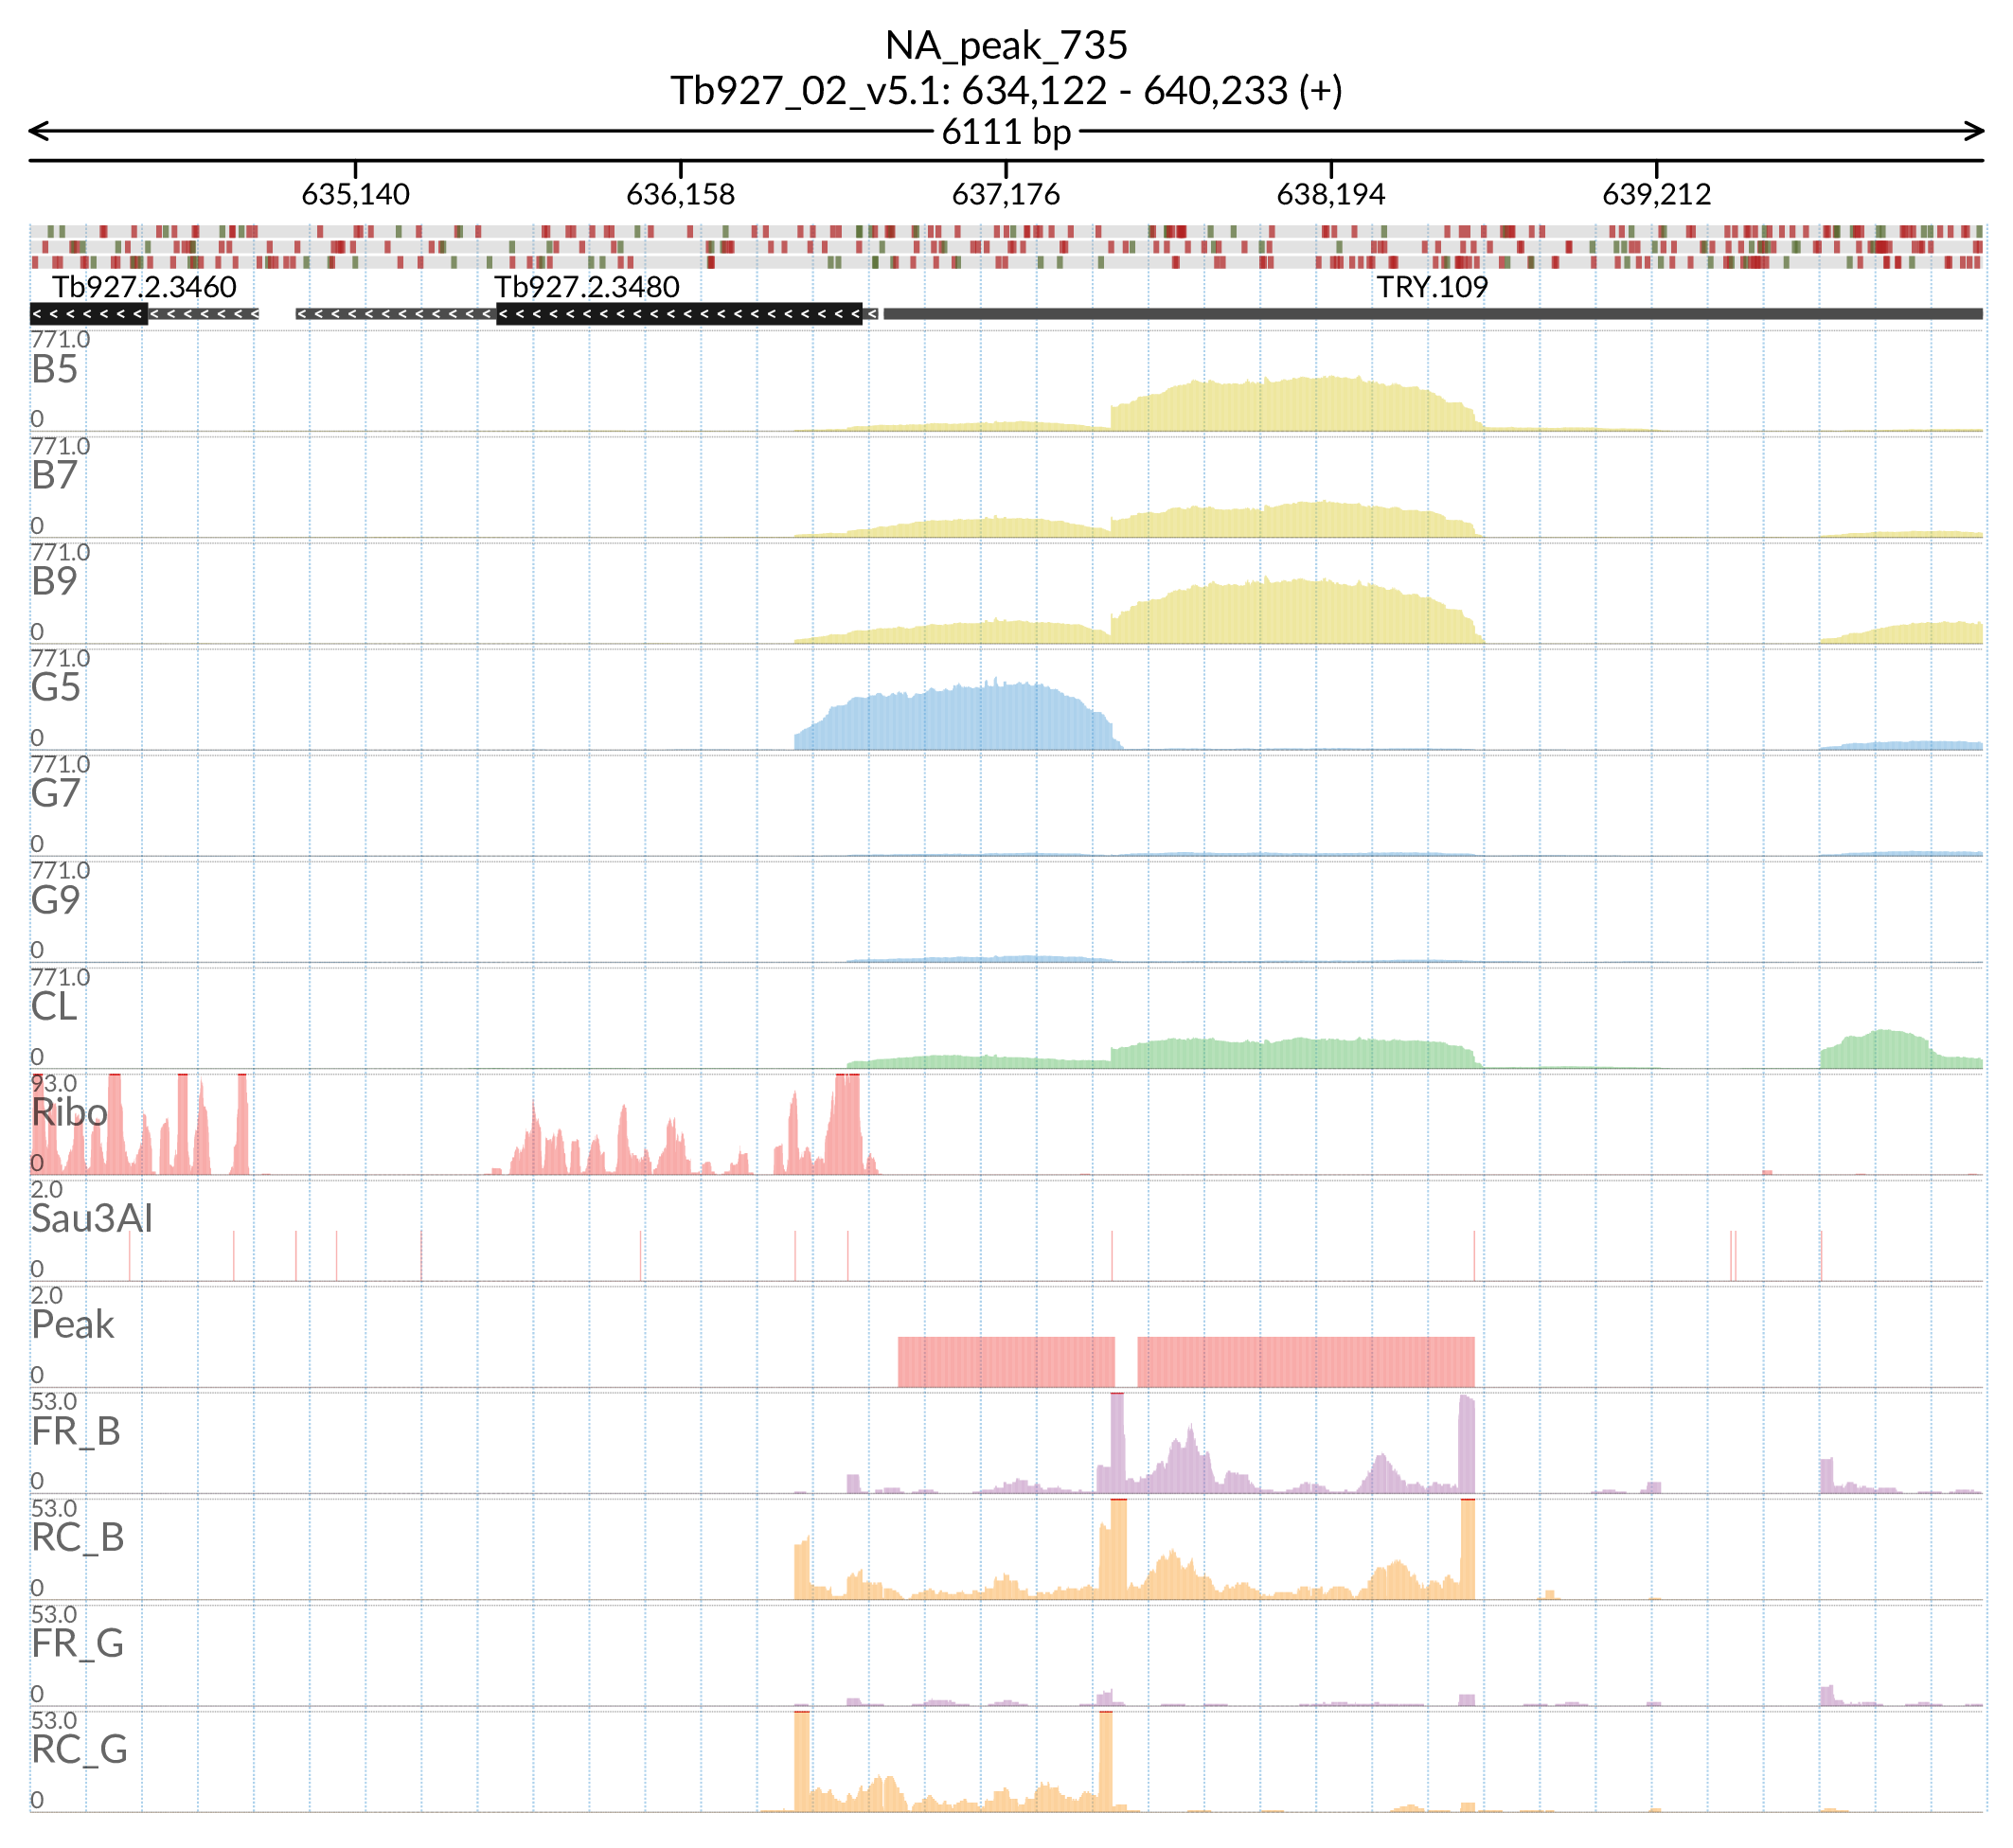 NA_peak_735
Tb927_02_v5.1: 634,122 - 640,233 (+)
6111 bp
635,140 636,158 637,176 638,194 639,212
Tb927.2.3460 Tb927.2.3480 TRY.109
771.0
B5
0
771.0
B7
0
771.0
B9
0
771.0
G5
0
771.0
G7
0
771.0
G9
0
771.0
CL
0
93.0
Ribo
0
2.0
Sau3AI
0
2.0
Peak
0
53.0
FR_B
0
53.0
RC_B
0
53.0
FR_G
0
53.0
RC_G
0